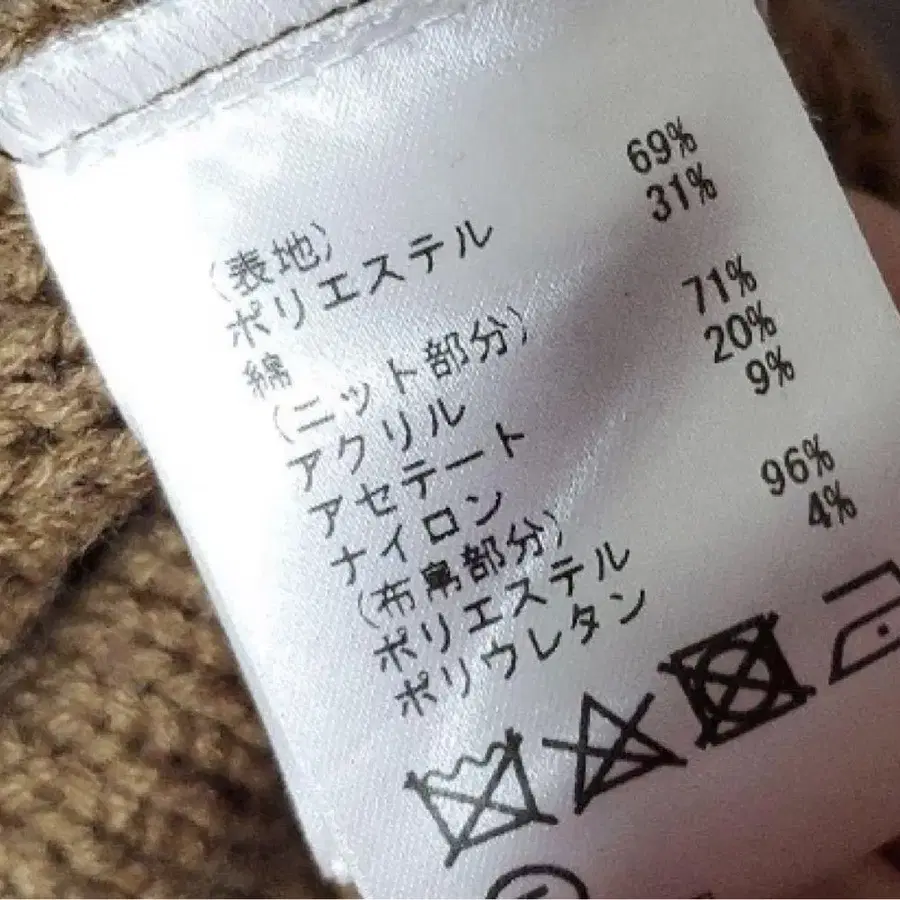 (表地)
ポリエステル 69%
綿 31%
(ニット部分)
アクリル 71%
アセテート 20%
ナイロン 9%
(布帛部分)
ポリエステル 96%
ポリウレタン 4%